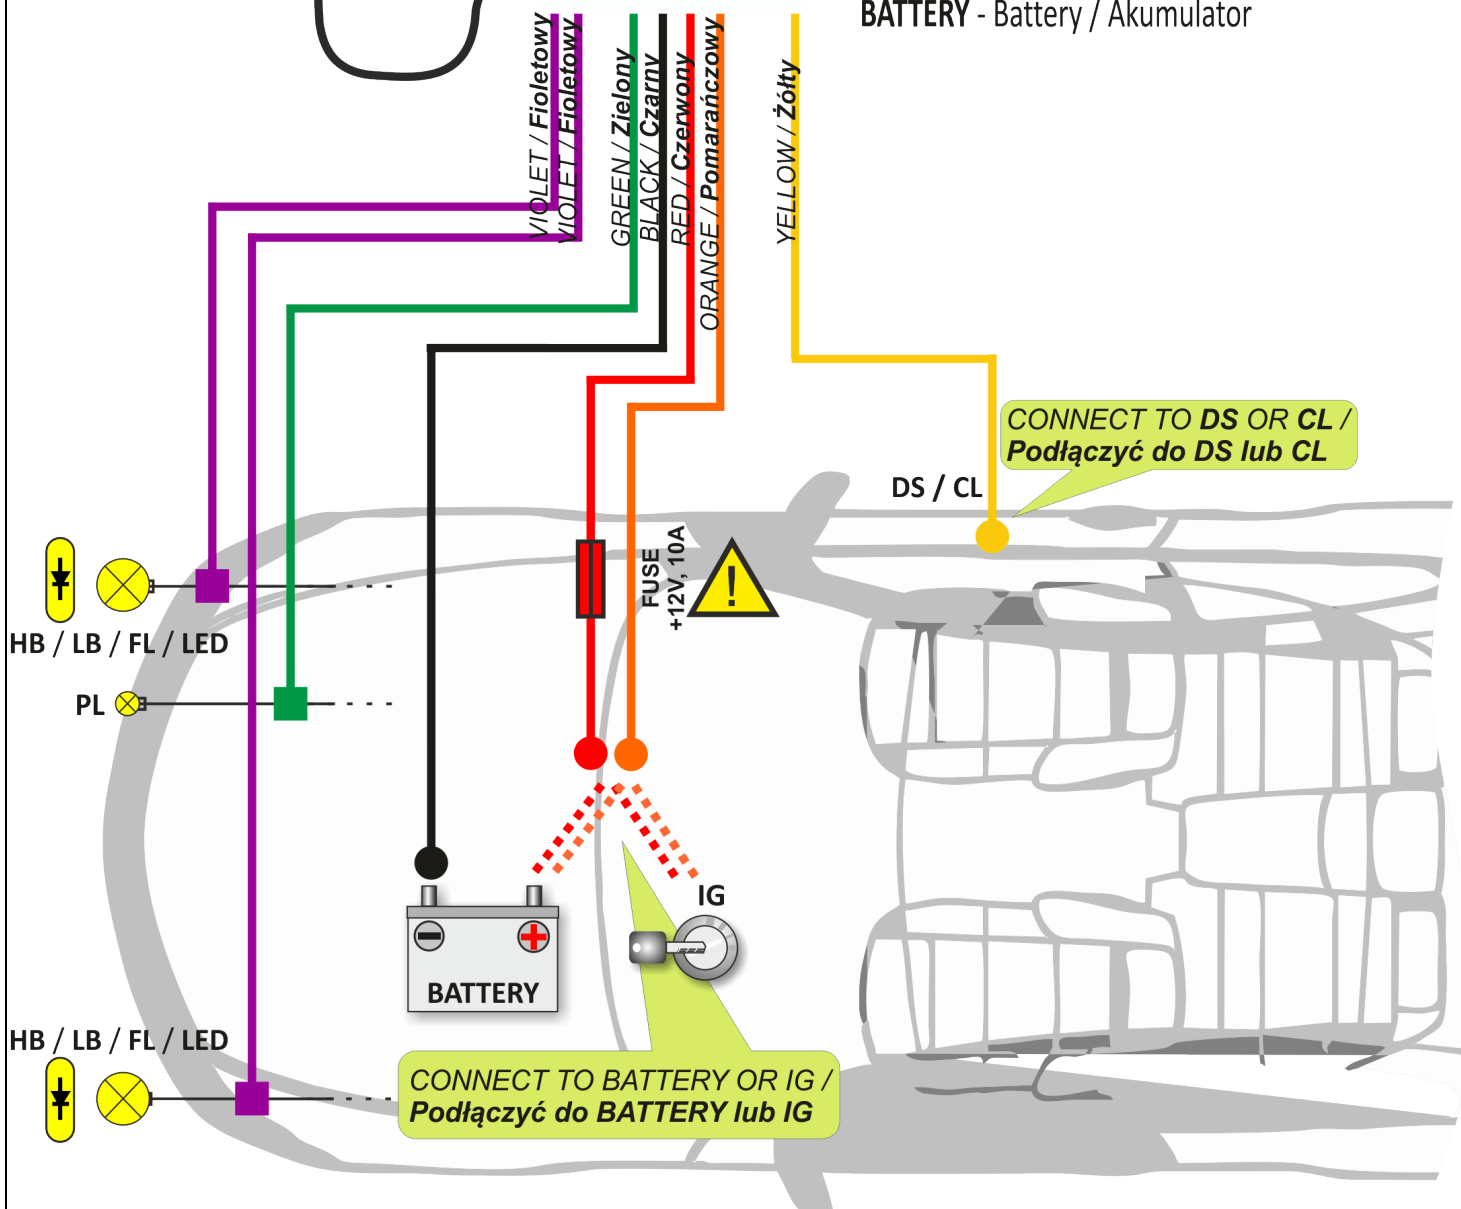 BATTERY - Battery / Akumulator
VIOLET / Fioletowy
VIOLET / Fioletowy
GREEN / Zielony
BLACK / Czarny
RED / Czerwony
ORANGE / Pomarańczowy
YELLOW / Żółty
CONNECT TO DS OR CL /
Podłączyć do DS lub CL
DS / CL
FUSE
+12V, 10A
!
HB / LB / FL / LED
PL
IG
BATTERY
HB / LB / FL / LED
CONNECT TO BATTERY OR IG /
Podłączyć do BATTERY lub IG